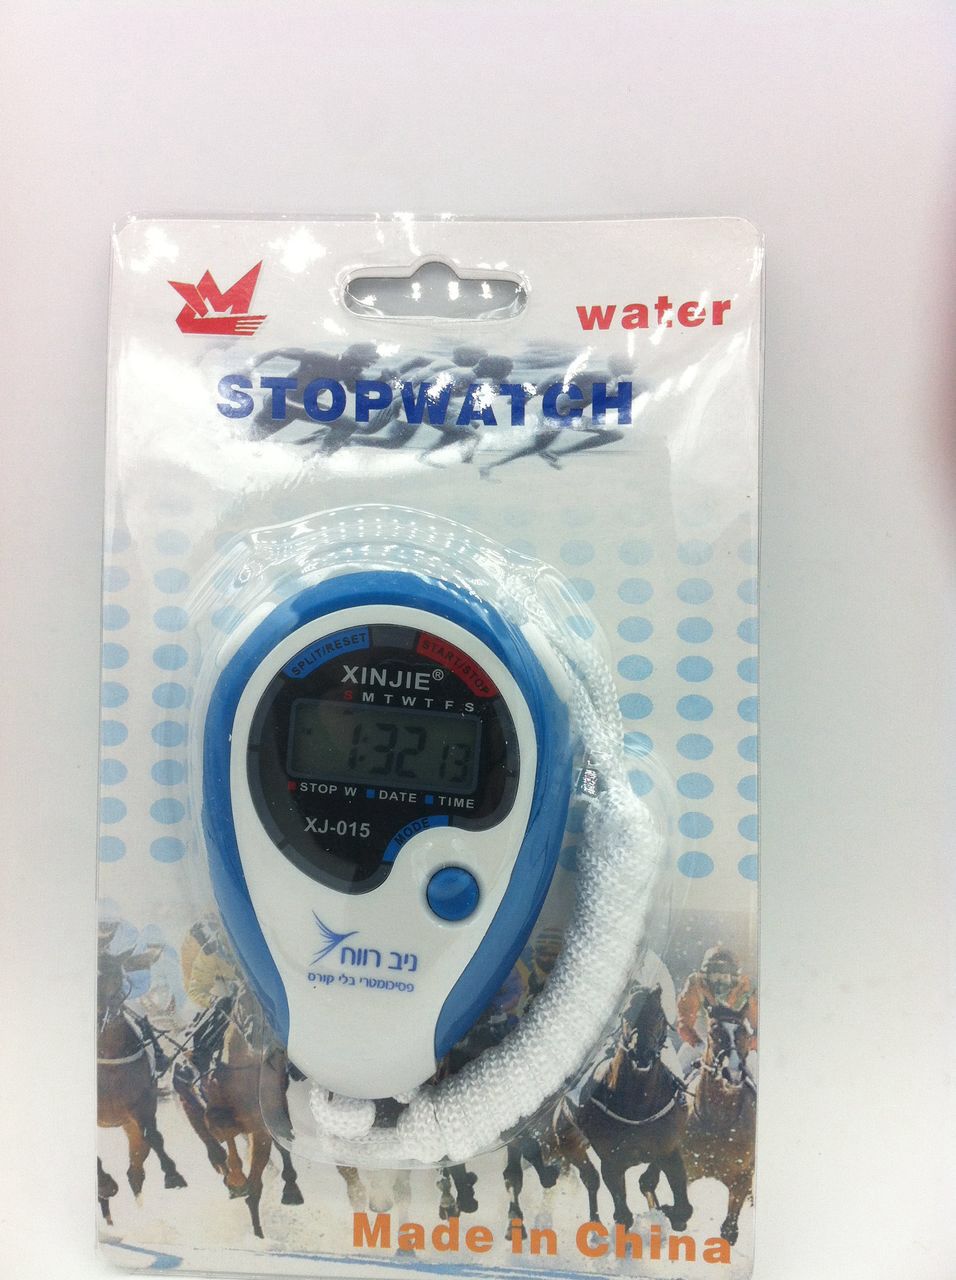 water
STOPWATCH
SPLIT/RESET
START/STOP
XINJIE®
S M T W T F S
1:32 13
STOP W DATE TIME
XJ-015
MODE
ניב רווח
פסיכומטרי בלי קורס
Made in China